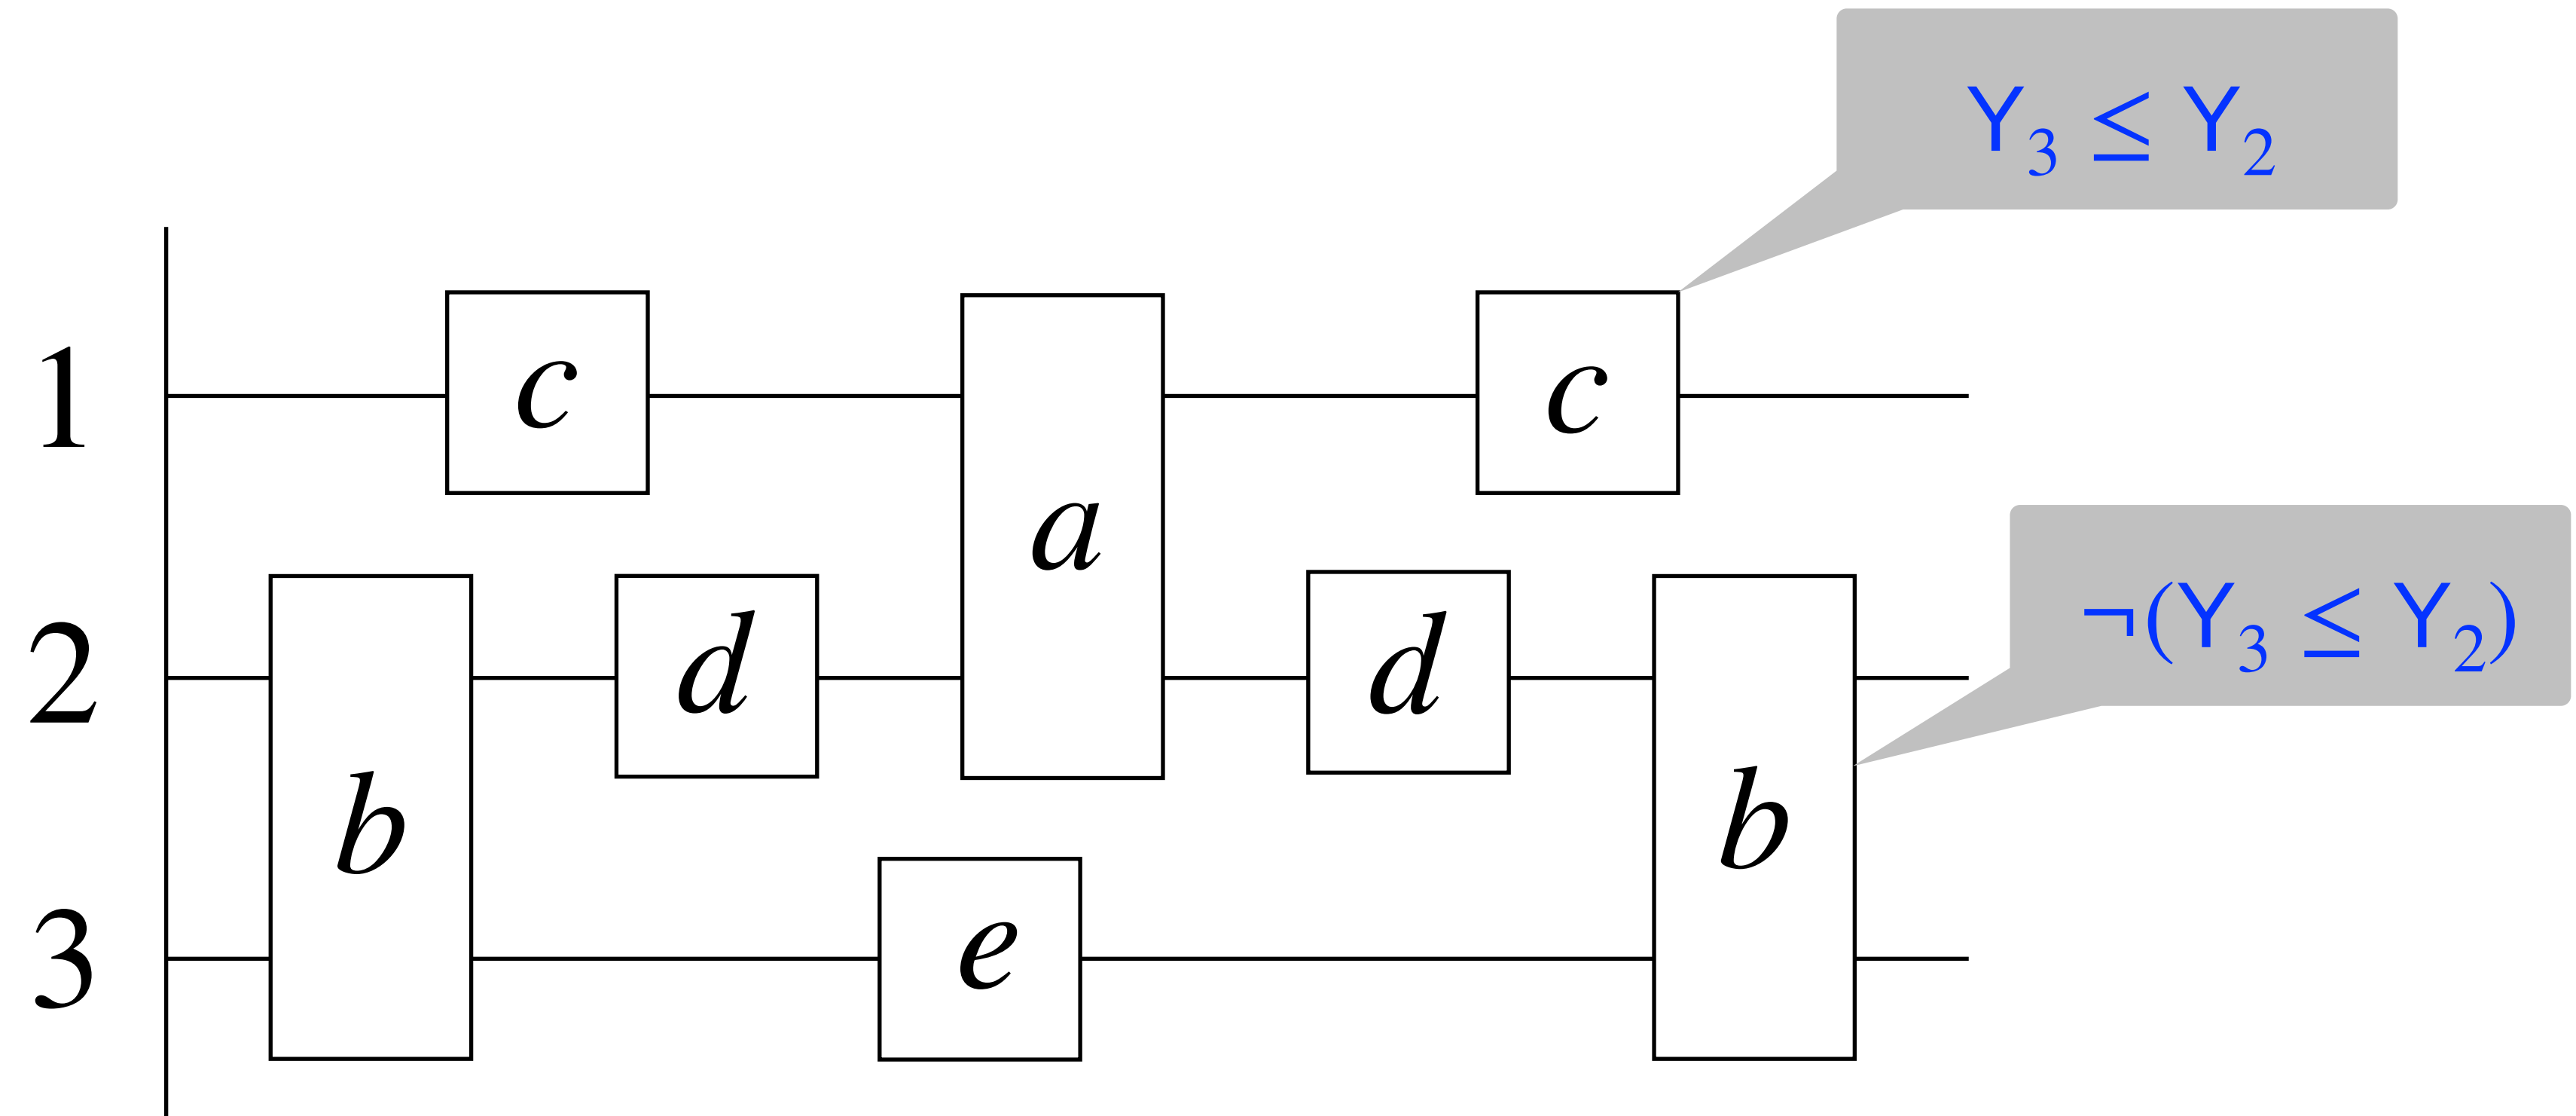 Y₃ ≤ Y₂
1 c a c
¬(Y₃ ≤ Y₂)
2 b d d b
3 e